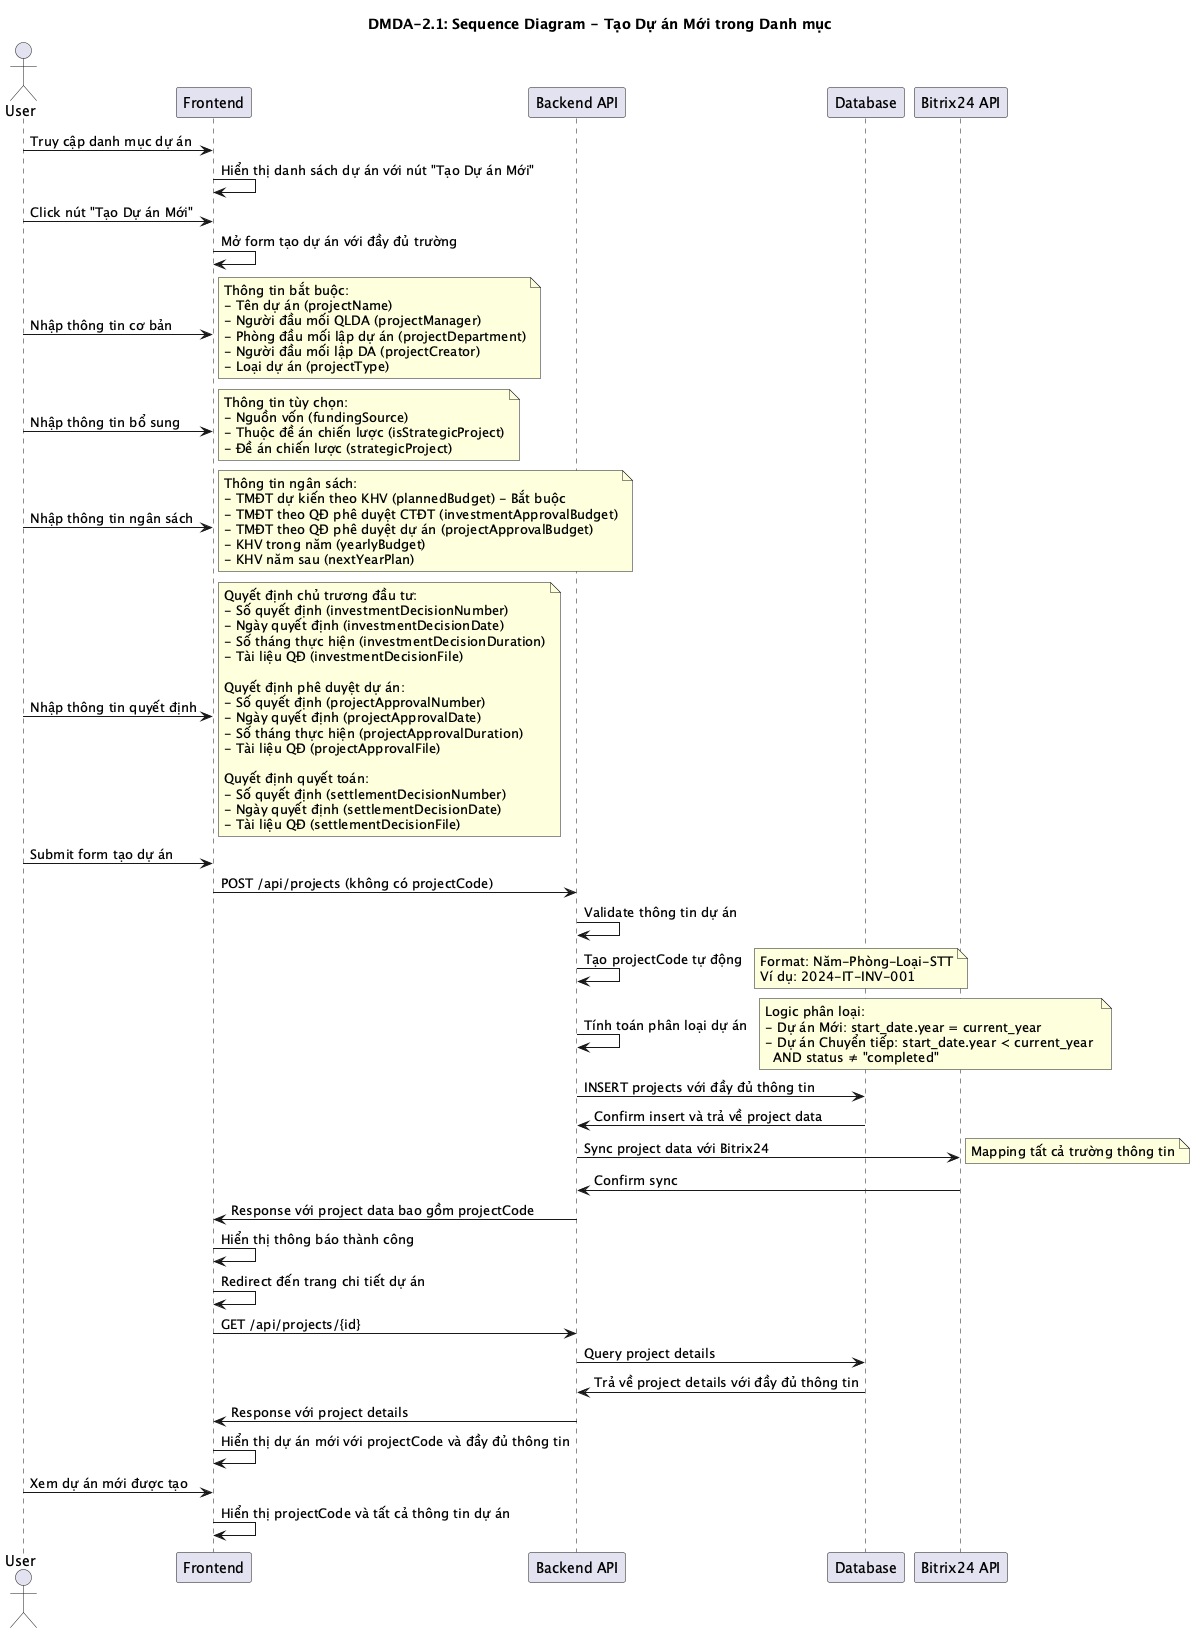 DMDA-2.1: Sequence Diagram - Tạo Dự án Mới trong Danh mục
User
Frontend
Backend API
Database
Bitrix24 API
Truy cập danh mục dự án
Hiển thị danh sách dự án với nút "Tạo Dự án Mới"
Click nút "Tạo Dự án Mới"
Mở form tạo dự án với đầy đủ trường
Nhập thông tin cơ bản
Thông tin bắt buộc:
- Tên dự án (projectName)
- Người đầu mối QLDA (projectManager)
- Phòng đầu mối lập dự án (projectDepartment)
- Người đầu mối lập DA (projectCreator)
- Loại dự án (projectType)
Nhập thông tin bổ sung
Thông tin tùy chọn:
- Nguồn vốn (fundingSource)
- Thuộc đề án chiến lược (isStrategicProject)
- Đề án chiến lược (strategicProject)
Nhập thông tin ngân sách
Thông tin ngân sách:
- TMĐT dự kiến theo KHV (plannedBudget) - Bắt buộc
- TMĐT theo QĐ phê duyệt CTĐT (investmentApprovalBudget)
- TMĐT theo QĐ phê duyệt dự án (projectApprovalBudget)
- KHV trong năm (yearlyBudget)
- KHV năm sau (nextYearPlan)
Nhập thông tin quyết định
Quyết định chủ trương đầu tư:
- Số quyết định (investmentDecisionNumber)
- Ngày quyết định (investmentDecisionDate)
- Số tháng thực hiện (investmentDecisionDuration)
- Tài liệu QĐ (investmentDecisionFile)
Quyết định phê duyệt dự án:
- Số quyết định (projectApprovalNumber)
- Ngày quyết định (projectApprovalDate)
- Số tháng thực hiện (projectApprovalDuration)
- Tài liệu QĐ (projectApprovalFile)
Quyết định quyết toán:
- Số quyết định (settlementDecisionNumber)
- Ngày quyết định (settlementDecisionDate)
- Tài liệu QĐ (settlementDecisionFile)
Submit form tạo dự án
POST /api/projects (không có projectCode)
Validate thông tin dự án
Tạo projectCode tự động
Format: Năm-Phòng-Loại-STT
Ví dụ: 2024-IT-INV-001
Tính toán phân loại dự án
Logic phân loại:
- Dự án Mới: start_date.year = current_year
- Dự án Chuyển tiếp: start_date.year < current_year
AND status ≠ "completed"
INSERT projects với đầy đủ thông tin
Confirm insert và trả về project data
Sync project data với Bitrix24
Mapping tất cả trường thông tin
Confirm sync
Response với project data bao gồm projectCode
Hiển thị thông báo thành công
Redirect đến trang chi tiết dự án
GET /api/projects/{id}
Query project details
Trả về project details với đầy đủ thông tin
Response với project details
Hiển thị dự án mới với projectCode và đầy đủ thông tin
Xem dự án mới được tạo
Hiển thị projectCode và tất cả thông tin dự án
User
Frontend
Backend API
Database
Bitrix24 API